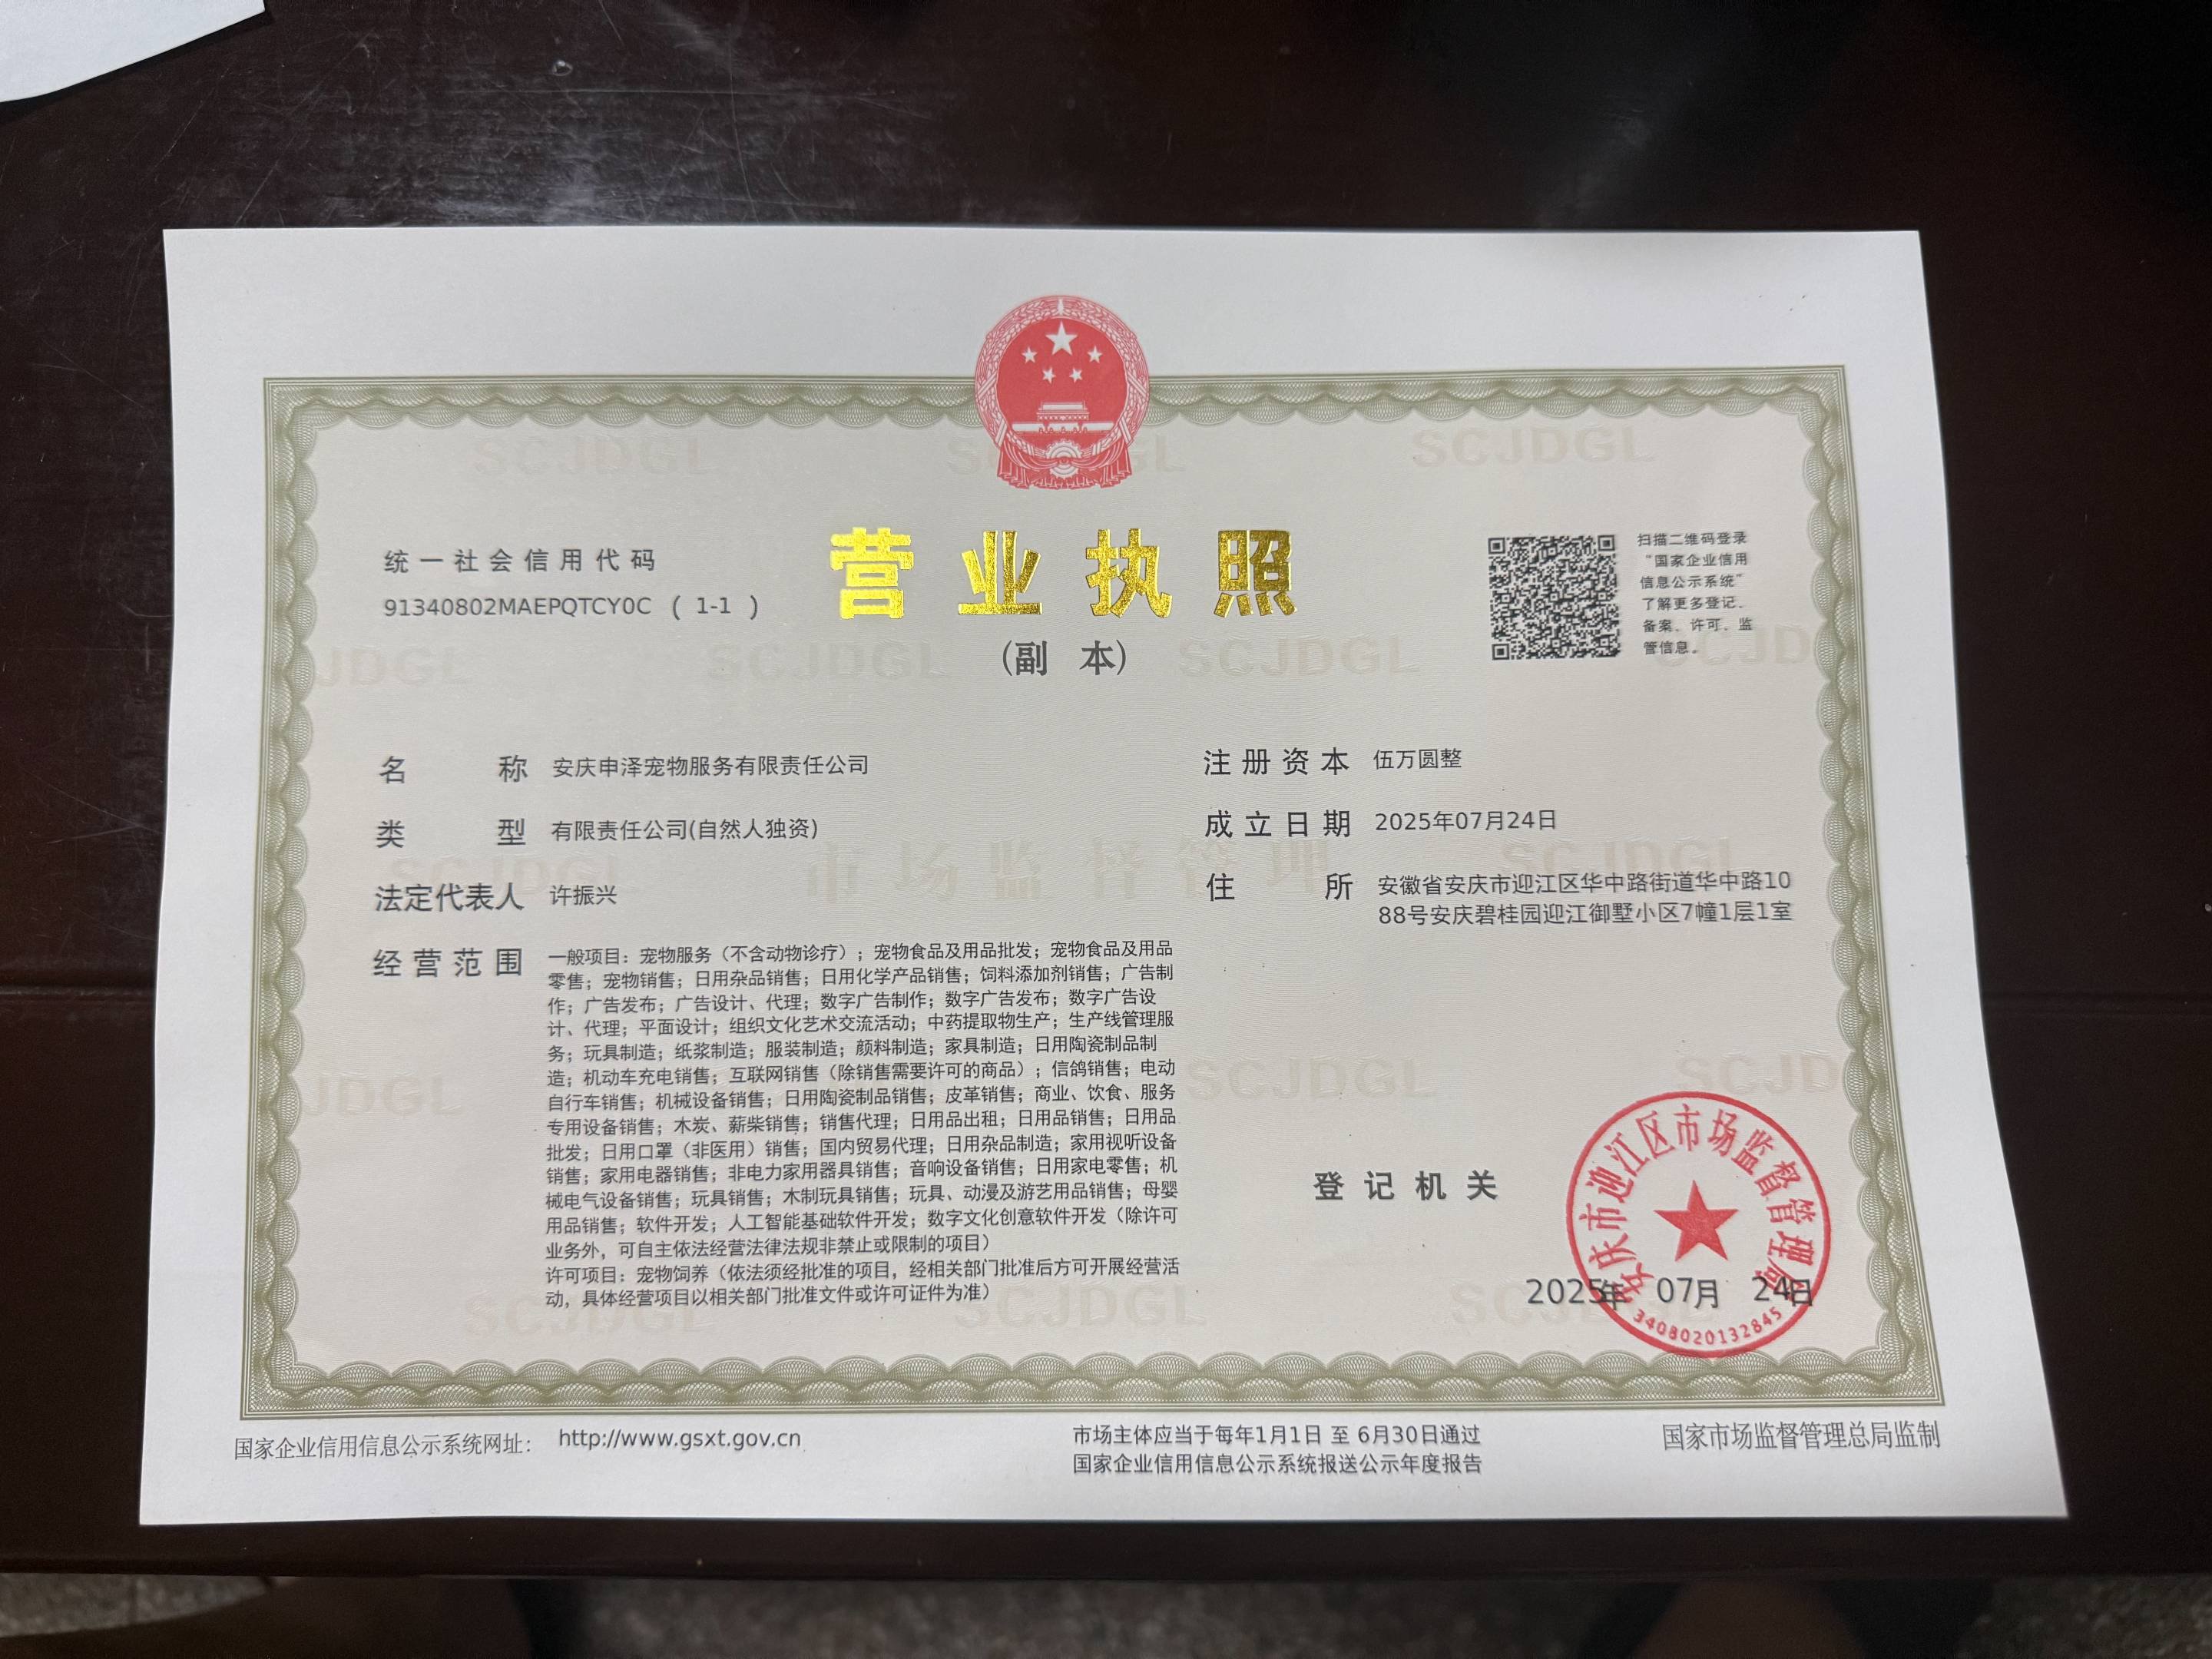 营业执照
(副 本)
统一社会信用代码
91340802MAEPQTCY0C ( 1-1 )
扫描二维码登录
“国家企业信用
信息公示系统”
了解更多登记、
备案、许可、监
管信息。
名 称 安庆申泽宠物服务有限责任公司
类 型 有限责任公司(自然人独资)
法定代表人 许振兴
经营范围 一般项目：宠物服务（不含动物诊疗）；宠物食品及用品批发；宠物食品及用品
零售；宠物销售；日用杂品销售；日用化学产品销售；饲料添加剂销售；广告制
作；广告发布；广告设计、代理；数字广告制作；数字广告发布；数字广告设
计、代理；平面设计；组织文化艺术交流活动；中药提取物生产；生产线管理服
务；玩具制造；纸浆制造；服装制造；颜料制造；家具制造；日用陶瓷制品制
造；机动车充电销售；互联网销售（除销售需要许可的商品）；信鸽销售；电动
自行车销售；机械设备销售；日用陶瓷制品销售；皮革销售；商业、饮食、服务
专用设备销售；木炭、薪柴销售；销售代理；日用品出租；日用品销售；日用品
批发；日用口罩（非医用）销售；国内贸易代理；日用杂品制造；家用视听设备
销售；家用电器销售；非电力家用器具销售；音响设备销售；日用家电零售；机
械电气设备销售；玩具销售；木制玩具销售；玩具、动漫及游艺用品销售；母婴
用品销售；软件开发；人工智能基础软件开发；数字文化创意软件开发（除许可
业务外，可自主依法经营法律法规非禁止或限制的项目）
许可项目：宠物饲养（依法须经批准的项目，经相关部门批准后方可开展经营活
动，具体经营项目以相关部门批准文件或许可证件为准）
注册资本 伍万圆整
成立日期 2025年07月24日
住 所 安徽省安庆市迎江区华中路街道华中路10
88号安庆碧桂园迎江御墅小区7幢1层1室
登记机关
安庆市迎江区市场监督管理局
3408020132845
2025年 07月 24日
SCJDGL
SCJDGL
SCJDGL
JDGL
SCJDGL
SCJDGL
SCJD
SCJDGL
市场监督管理
SCJDGL
JDGL
SCJDGL
SCJD
SCJDGL
SCJDGL
国家企业信用信息公示系统网址： http://www.gsxt.gov.cn
市场主体应当于每年1月1日 至 6月30日通过
国家企业信用信息公示系统报送公示年度报告
国家市场监督管理总局监制